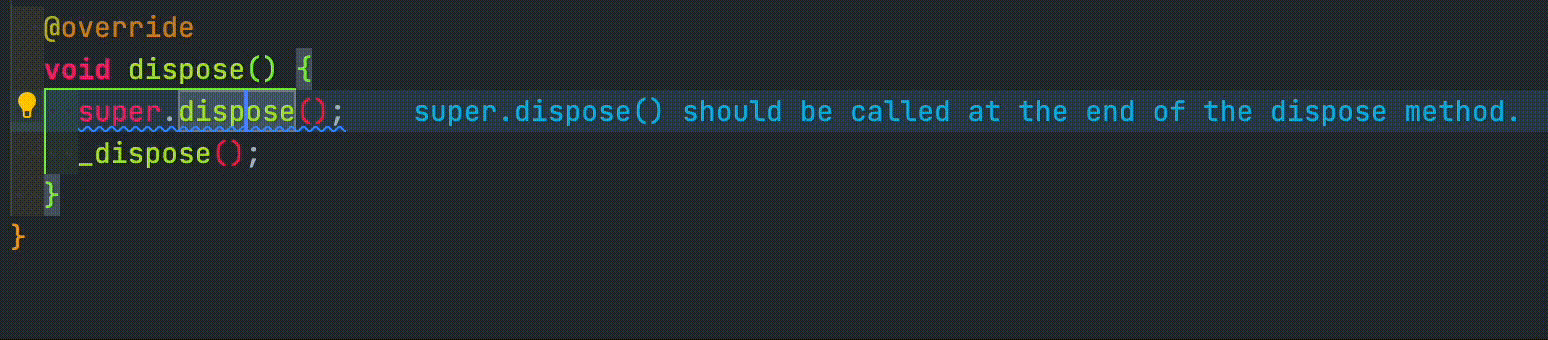 @override
void dispose() {
super.dispose(); super.dispose() should be called at the end of the dispose method.
_dispose();
}
}